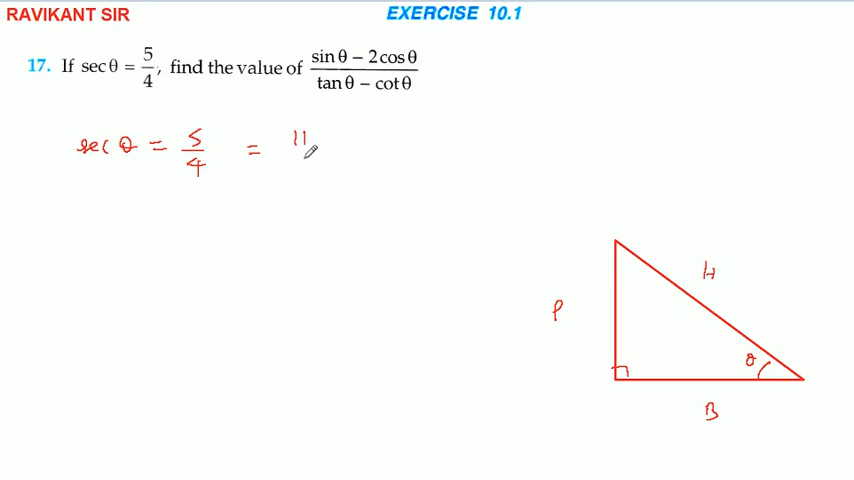 RAVIKANT SIR
EXERCISE 10.1
17. If secθ = 5/4, find the value of (sinθ − 2cosθ)/(tanθ − cotθ)
sec θ = 5/4 =
H
P
θ
B